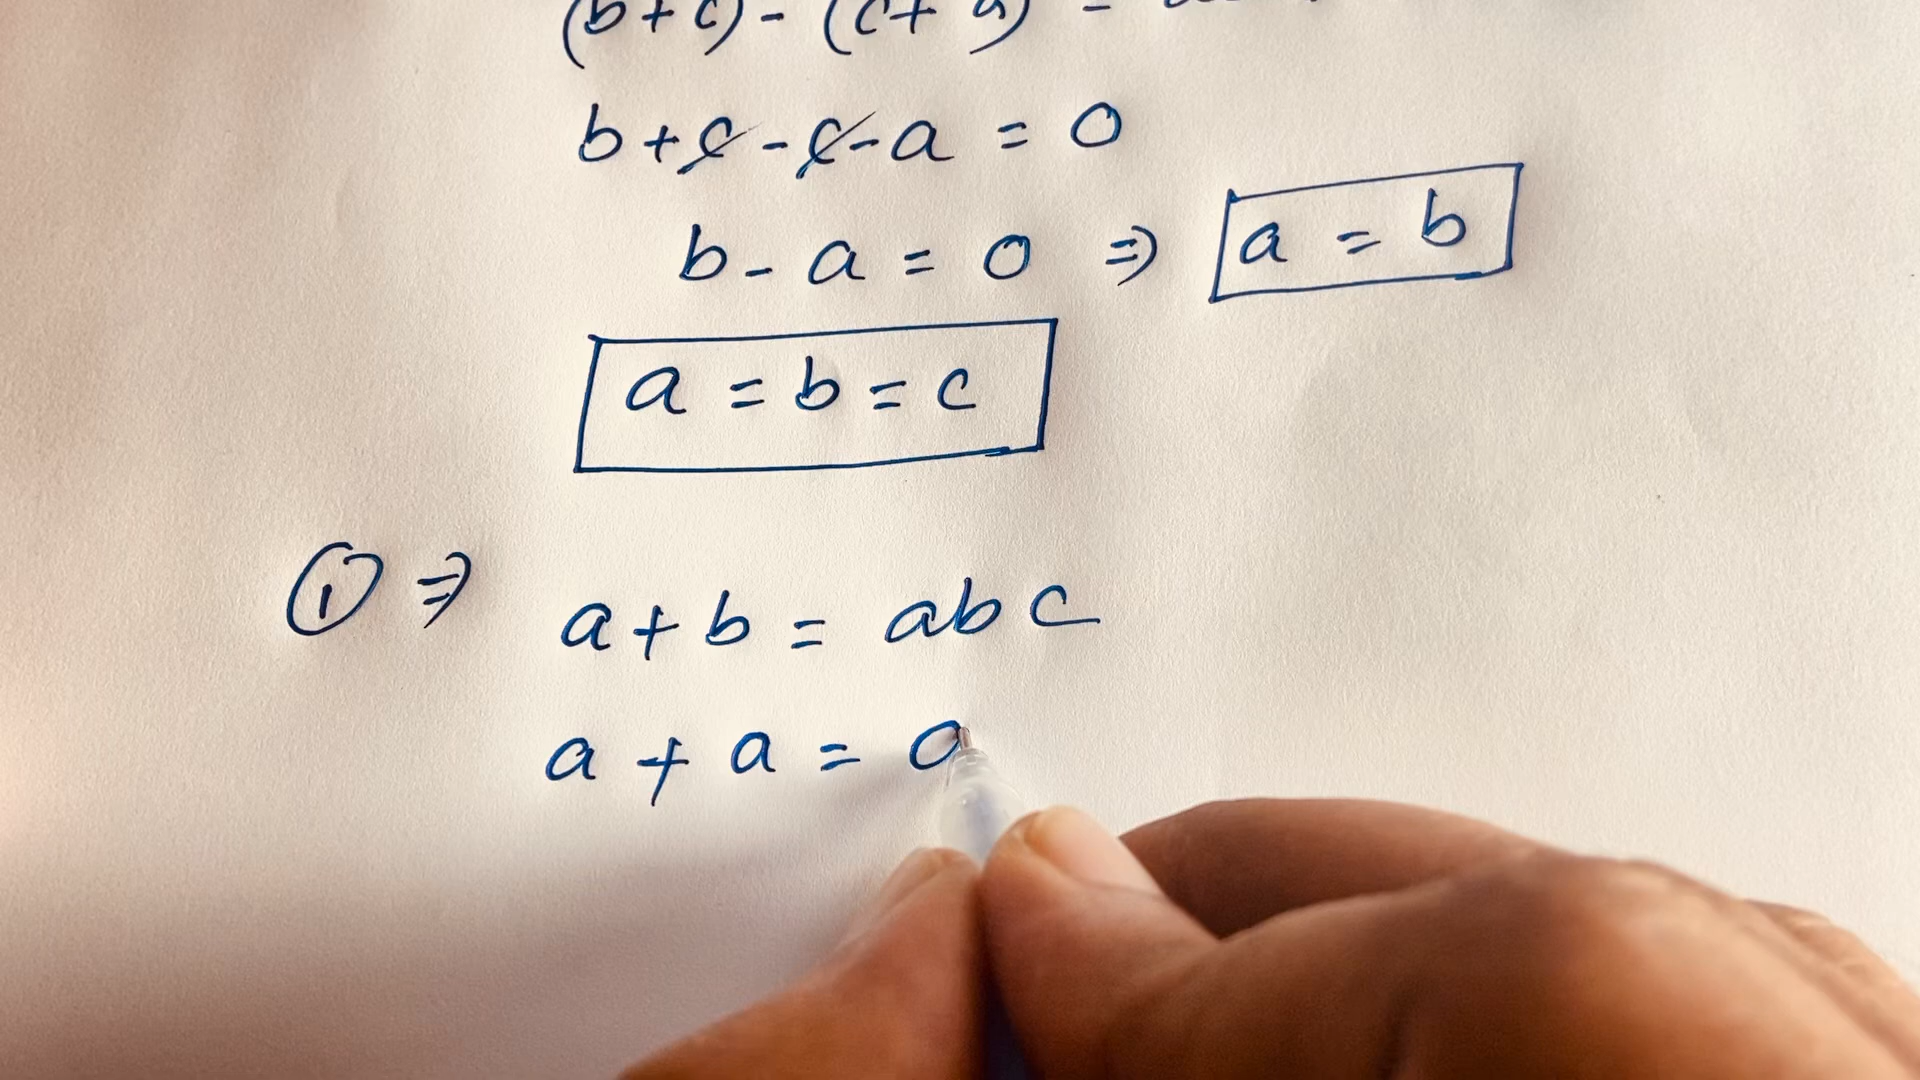 (b+c)-(c+a) =
b+c-c-a = 0
b-a = 0 ⇒ a = b
a = b = c
① ⇒ a+b = abc
a + a = a